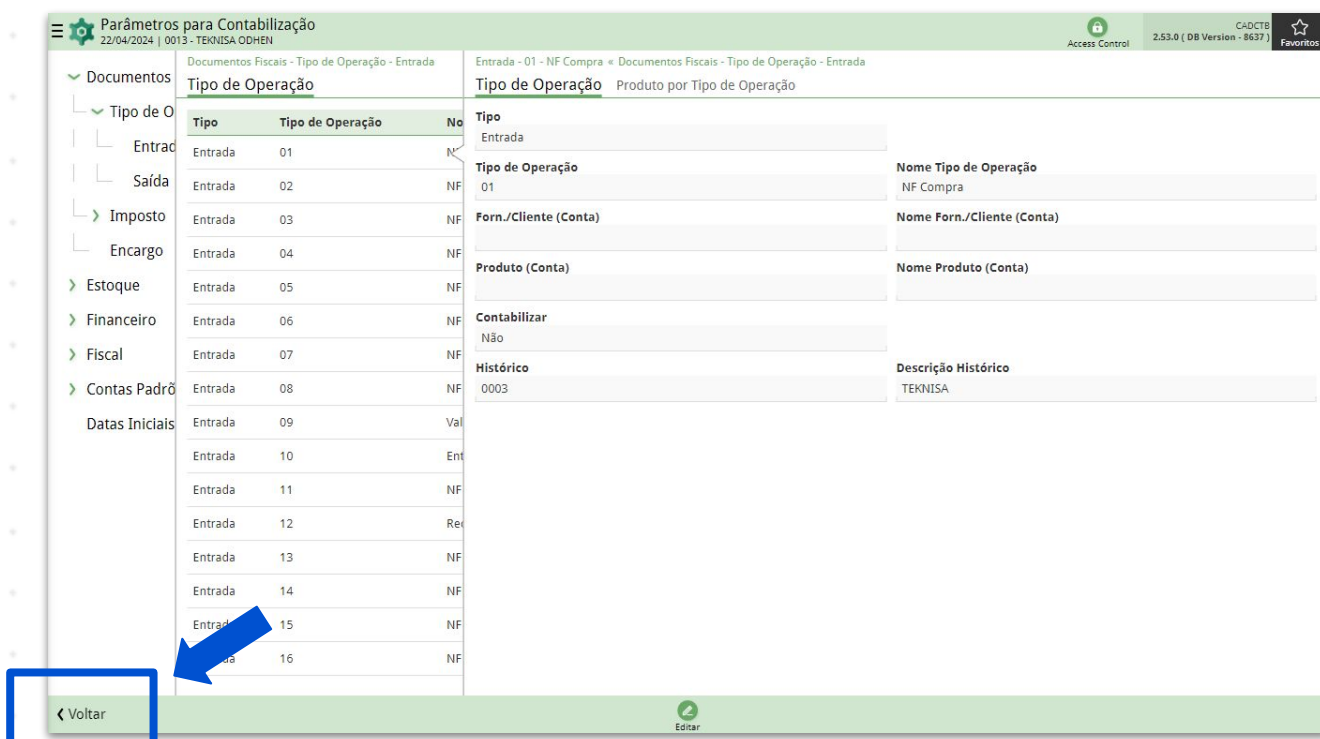 Parâmetros para Contabilização
22/04/2024 | 0013 - TEKNISA ODHEN
Access Control
CADCTB
2.53.0 ( DB Version - 8637 )
Favoritos
Documentos
Tipo de O
Entrad
Saída
Imposto
Encargo
Estoque
Financeiro
Fiscal
Contas Padrõ
Datas Iniciais
Documentos Fiscais - Tipo de Operação - Entrada
Tipo de Operação
Tipo Tipo de Operação No
Entrada 01
Entrada 02 NF
Entrada 03 NF
Entrada 04 NF
Entrada 05 NF
Entrada 06 NF
Entrada 07 NF
Entrada 08 NF
Entrada 09 Val
Entrada 10 Ent
Entrada 11 NF
Entrada 12 Rec
Entrada 13 NF
Entrada 14 NF
15 NF
16 NF
Entrada - 01 - NF Compra « Documentos Fiscais - Tipo de Operação - Entrada
Tipo de Operação Produto por Tipo de Operação
Tipo
Entrada
Tipo de Operação Nome Tipo de Operação
01 NF Compra
Forn./Cliente (Conta) Nome Forn./Cliente (Conta)
Produto (Conta) Nome Produto (Conta)
Contabilizar
Não
Histórico Descrição Histórico
0003 TEKNISA
Voltar
Editar